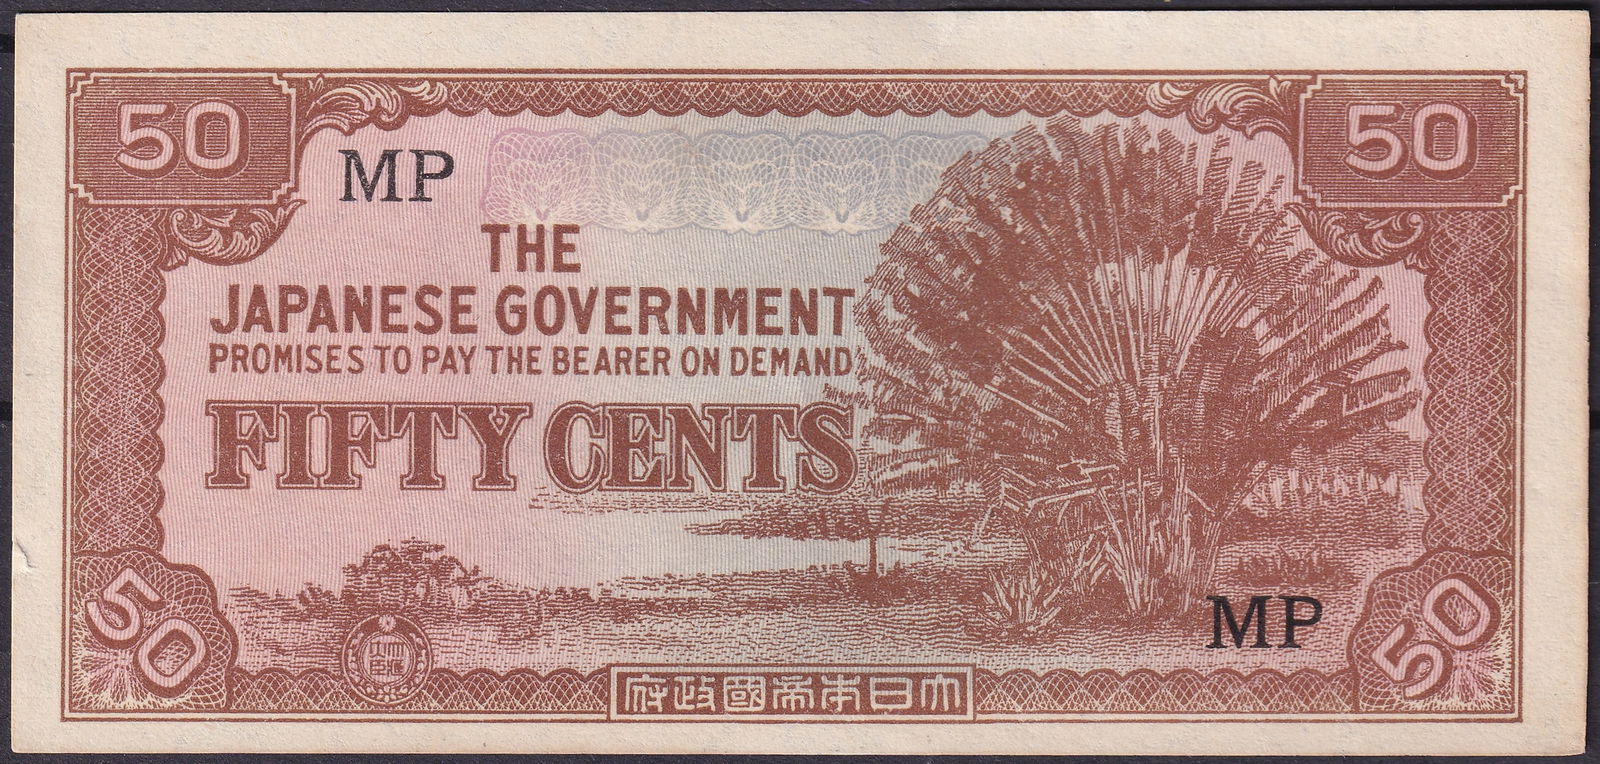 50 50
MP
THE
JAPANESE GOVERNMENT
PROMISES TO PAY THE BEARER ON DEMAND
FIFTY CENTS
MP
50 50
府政國帝本日大